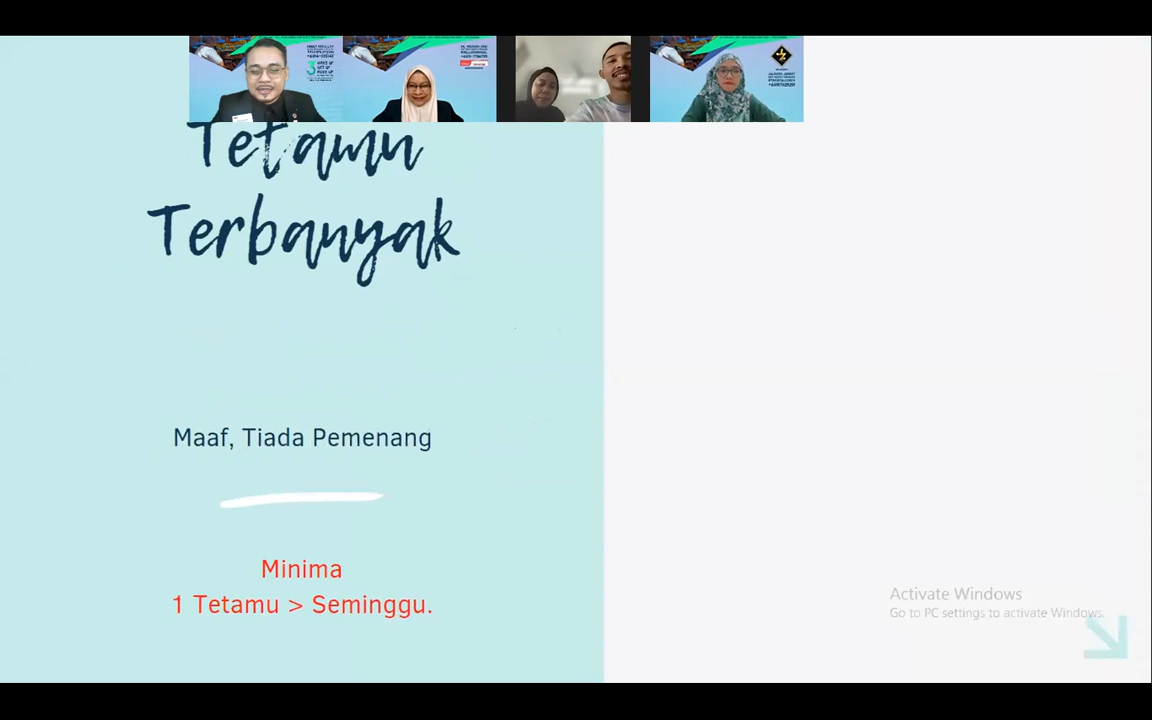 Tetamu
Terbanyak
Maaf, Tiada Pemenang
Minima
1 Tetamu > Seminggu.
Activate Windows
Go to PC settings to activate Windows.